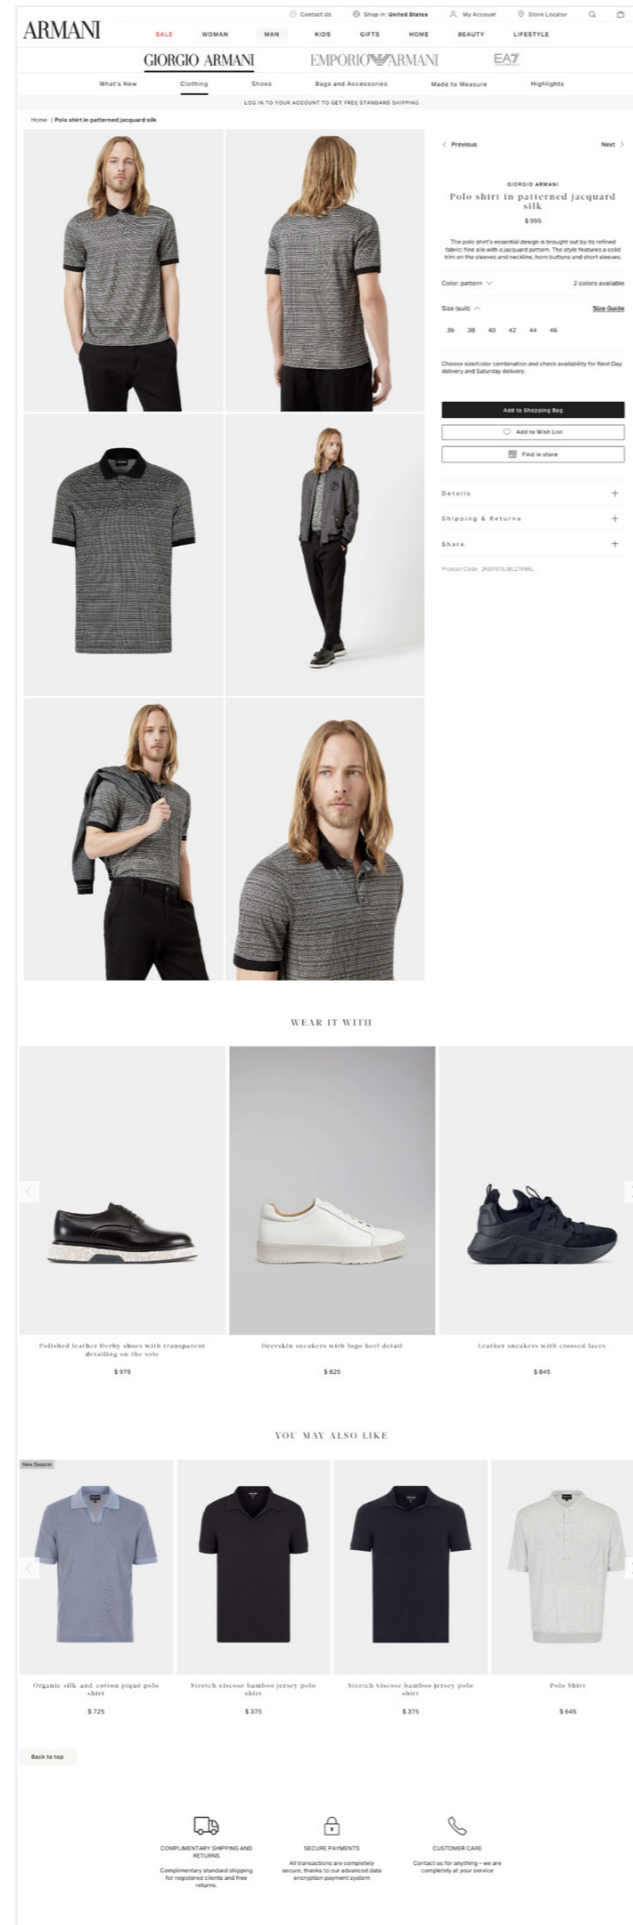 Contact Us Shop in: United States My Account Store Locator
ARMANI
SALE WOMAN MAN KIDS GIFTS HOME BEAUTY LIFESTYLE
GIORGIO ARMANI EMPORIO ARMANI EA7
What's New Clothing Shoes Bags and Accessories Made to Measure Highlights
LOG IN TO YOUR ACCOUNT TO GET FREE STANDARD SHIPPING
Home | Polo shirt in patterned jacquard silk
Previous Next
GIORGIO ARMANI
Polo shirt in patterned jacquard
silk
$ 995
The polo shirt's essential design is brought out by its refined
fabric: fine silk with a jacquard pattern. The style features a solid
trim on the sleeves and neckline, horn buttons and short sleeves.
Color: pattern 2 colors available
Size (suit) Size Guide
36 38 40 42 44 46
Choose size/color combination and check availability for Next Day
delivery and Saturday delivery.
Add to Shopping Bag
Add to Wish List
Find in store
Details
Shipping & Returns
Share
Product Code:
WEAR IT WITH
Polished leather Derby shoes with transparent
detailing on the sole
$ 975
Deerskin sneakers with logo heel detail
$ 825
Leather sneakers with crossed laces
$ 845
YOU MAY ALSO LIKE
New Season
Organic silk and cotton piqué polo
shirt
$ 725
Stretch viscose bamboo jersey polo
shirt
$ 375
Stretch viscose bamboo jersey polo
shirt
$ 375
Polo Shirt
$ 645
Back to top
COMPLIMENTARY SHIPPING AND
RETURNS
Complimentary standard shipping
for registered clients and free
returns.
SECURE PAYMENTS
All transactions are completely
secure, thanks to our advanced data
encryption payment system
CUSTOMER CARE
Contact us for anything – we are
completely at your service